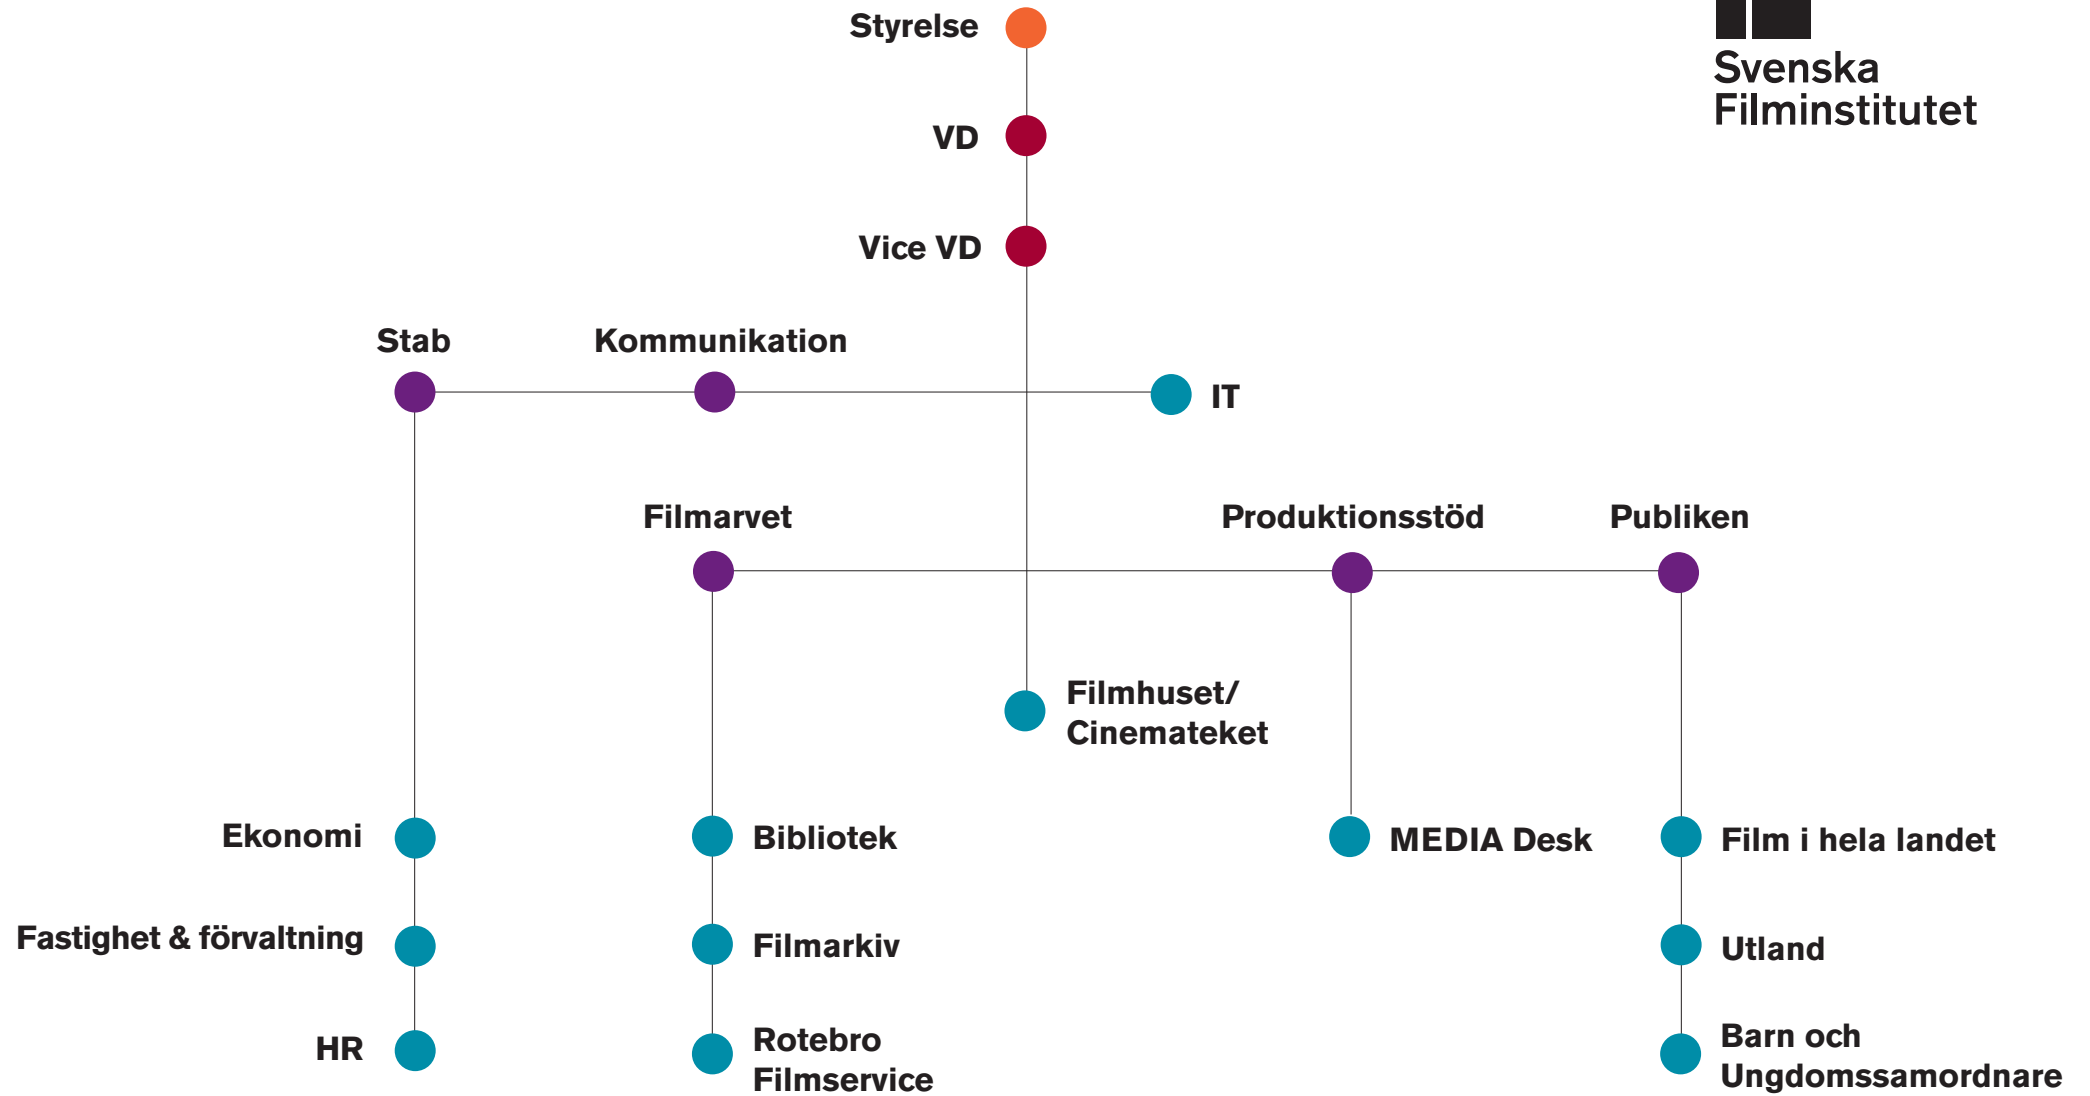 Styrelse
Svenska
Filminstitutet
VD
Vice VD
Stab
Kommunikation
IT
Filmarvet
Produktionsstöd
Publiken
Filmhuset/
Cinemateket
Ekonomi
Bibliotek
MEDIA Desk
Film i hela landet
Fastighet & förvaltning
Filmarkiv
Utland
HR
Rotebro
Filmservice
Barn och
Ungdomssamordnare